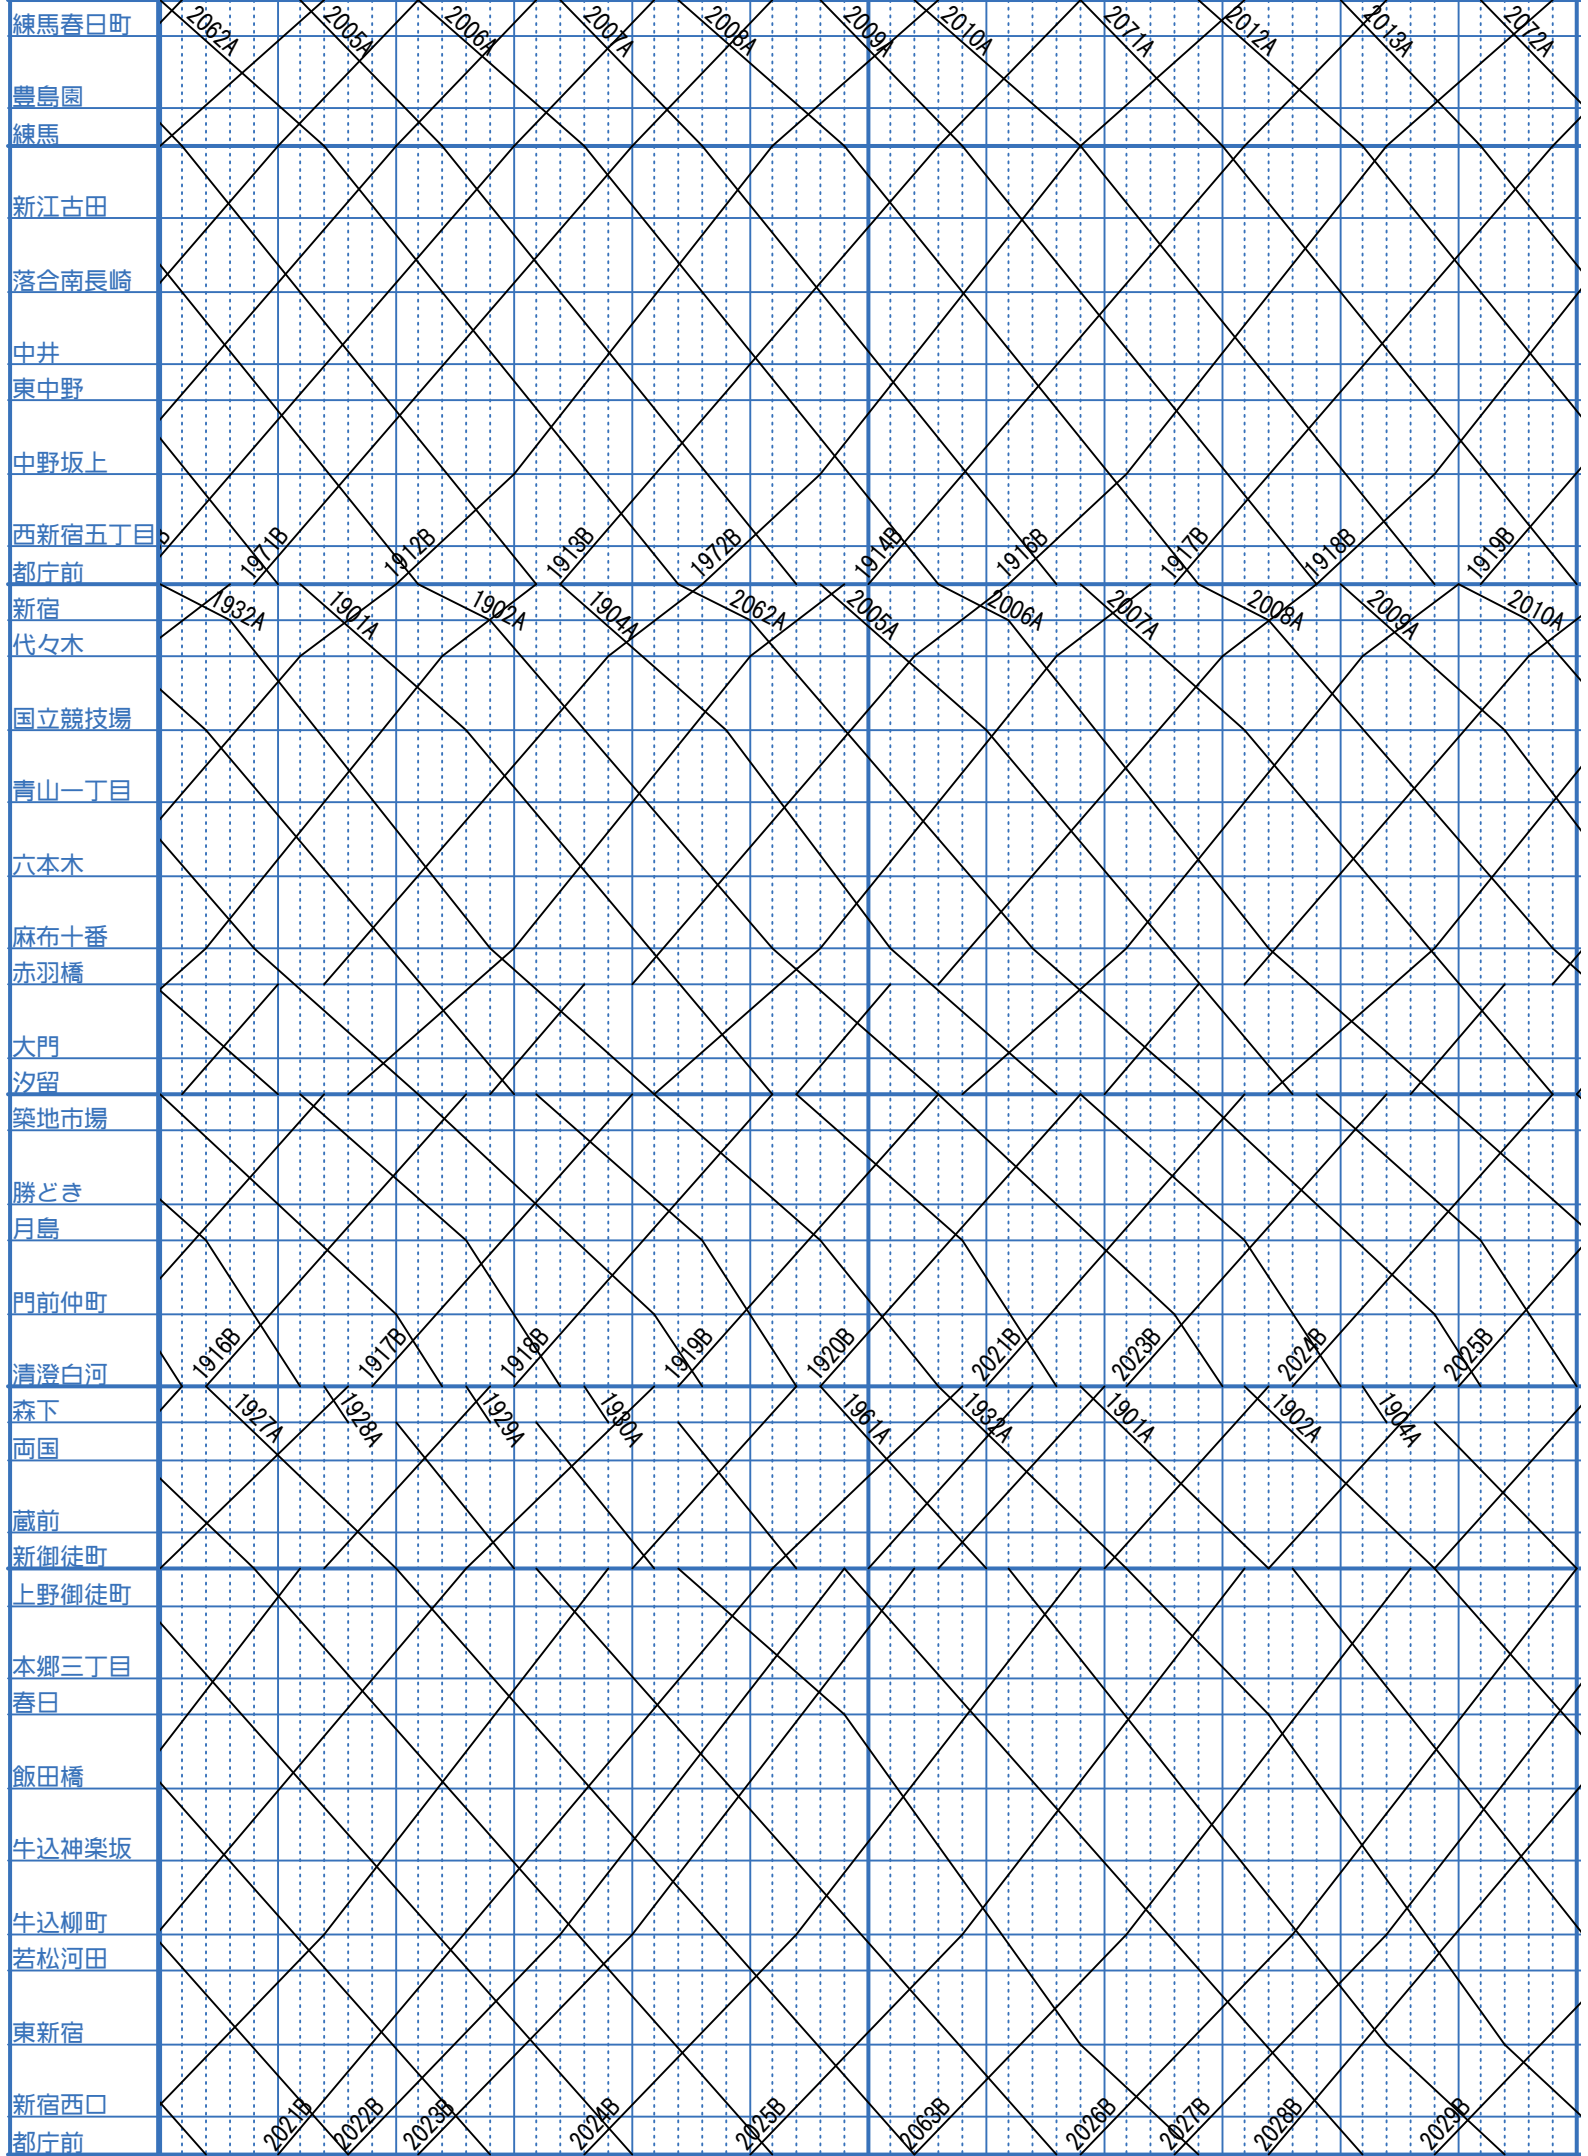 練馬春日町
2062A 2005A 2006A 2007A 2008A 2009A 2010A 2071A 2012A 2013A 2072A
豊島園
練馬
新江古田
落合南長崎
中井
東中野
中野坂上
西新宿五丁目
1971B 1912B 1913B 1972B 1914B 1916B 1917B 1918B 1919B
都庁前
新宿
1932A 1901A 1902A 1904A 2062A 2005A 2006A 2007A 2008A 2009A 2010A
代々木
国立競技場
青山一丁目
六本木
麻布十番
赤羽橋
大門
汐留
築地市場
勝どき
月島
門前仲町
清澄白河
1916B 1917B 1918B 1919B 1920B 2021B 2023B 2024B 2025B
森下
1927A 1928A 1929A 1930A 1961A 1932A 1901A 1902A 1904A
両国
蔵前
新御徒町
上野御徒町
本郷三丁目
春日
飯田橋
牛込神楽坂
牛込柳町
若松河田
東新宿
新宿西口
2021B 2022B 2023B 2024B 2025B 2063B 2026B 2027B 2028B 2029B
都庁前